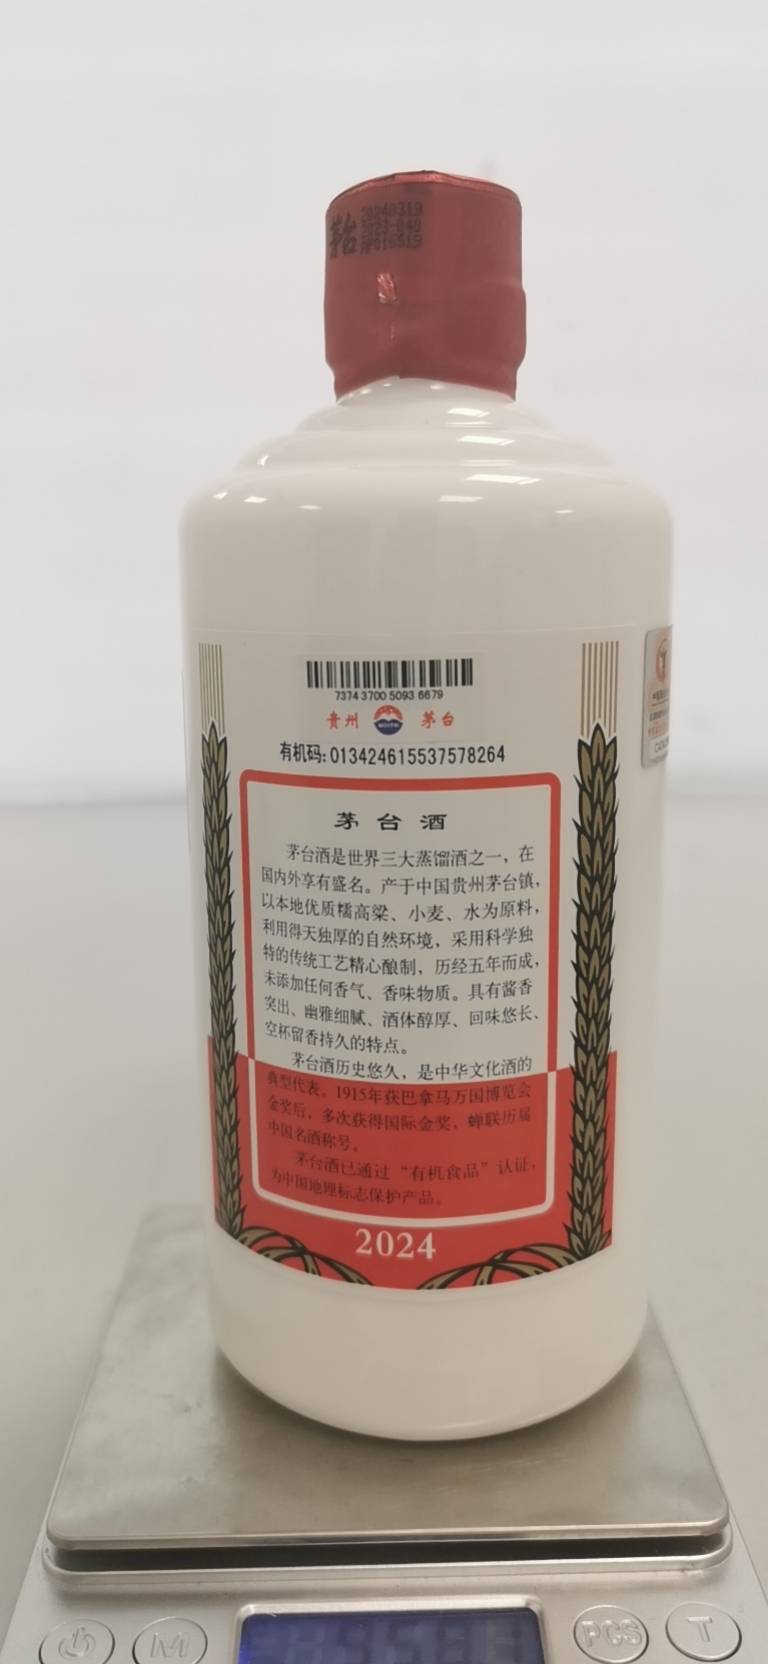 茅台
20240319
2023-040
7374 3700 5093 6679
贵州 茅台
有机码:013424615537578264
茅台酒
茅台酒是世界三大蒸馏酒之一，在
国内外享有盛名。产于中国贵州茅台镇，
以本地优质糯高粱、小麦、水为原料，
利用得天独厚的自然环境，采用科学独
特的传统工艺精心酿制，历经五年而成，
未添加任何香气、香味物质。具有酱香
突出、幽雅细腻、酒体醇厚、回味悠长、
空杯留香持久的特点。
茅台酒历史悠久，是中华文化酒的
典型代表。1915年获巴拿马万国博览会
金奖后，多次获得国际金奖，蝉联历届
中国名酒称号。
茅台酒已通过“有机食品”认证，
为中国地理标志保护产品。
2024
M
PCS
T